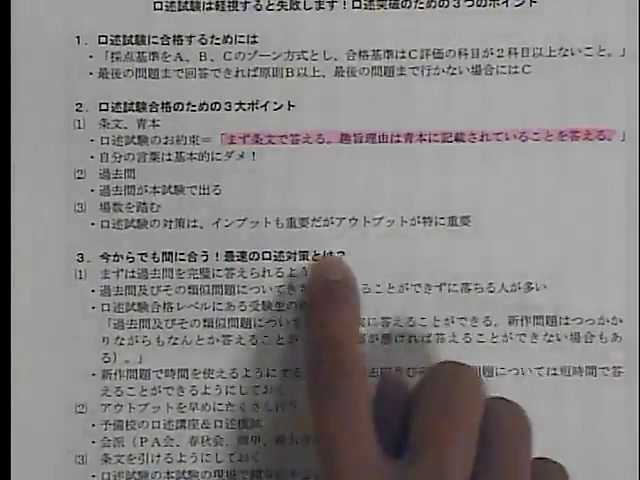 口述試験は軽視すると失敗します！口述突破のための３つのポイント
１．口述試験に合格するためには
・「採点基準をＡ、Ｂ、Ｃのゾーン方式とし、合格基準はＣ評価の科目が２科目以上ないこと。」
・最後の問題まで回答できれば原則Ｂ以上、最後の問題まで行かない場合にはＣ
２．口述試験合格のための３大ポイント
(1) 条文、青本
・口述試験のお約束＝「まず条文で答える。趣旨理由は青本に記載されていることを答える。」
・自分の言葉は基本的にダメ！
(2) 過去問
・過去問が本試験で出る
(3) 場数を踏む
・口述試験の対策は、インプットも重要だがアウトプットが特に重要
３．今からでも間に合う！最速の口述対策とは？
(1) まずは過去問を完璧に答えられるよう
・過去問及びその類似問題についてき ることができずに落ちる人が多い
・口述試験合格レベルにある受験生の
「過去問及びその類似問題について 実に答えることができる。新作問題はつっかか
りながらもなんとか答えることが が悪ければ答えることができない場合もあ
る）。」
・新作問題で時間を使えるようにする 問題については短時間で答
えることができるようにしておく
(2) アウトプットを早めにたくさん行う
・予備校の口述講座＆口述模試
・会派（ＰＡ会、春秋会、
(3) 条文を引けるようにしておく
・口述試験の本試験の現場で